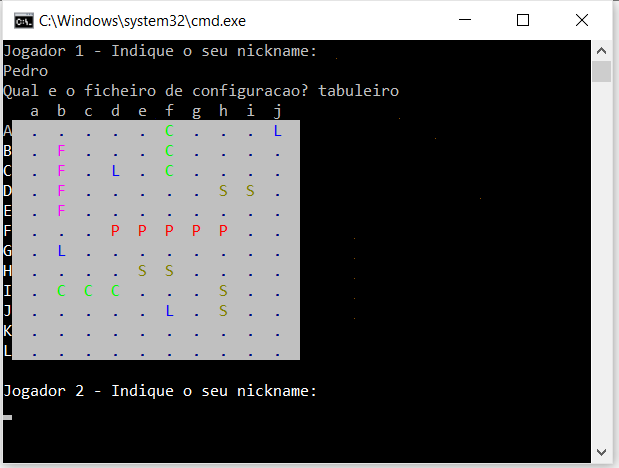 C:\Windows\system32\cmd.exe
Jogador 1 - Indique o seu nickname:
Pedro
Qual e o ficheiro de configuracao? tabuleiro
a b c d e f g h i j
A . . . . . C . . . L
B . F . . . C . . . .
C . F . L . C . . . .
D . F . . . . . S S .
E . F . . . . . . . .
F . . . P P P P P . .
G . L . . . . . . . .
H . . . . S S . . . .
I . C C C . . . S . .
J . . . . . L . S . .
K . . . . . . . . . .
L . . . . . . . . . .
Jogador 2 - Indique o seu nickname: